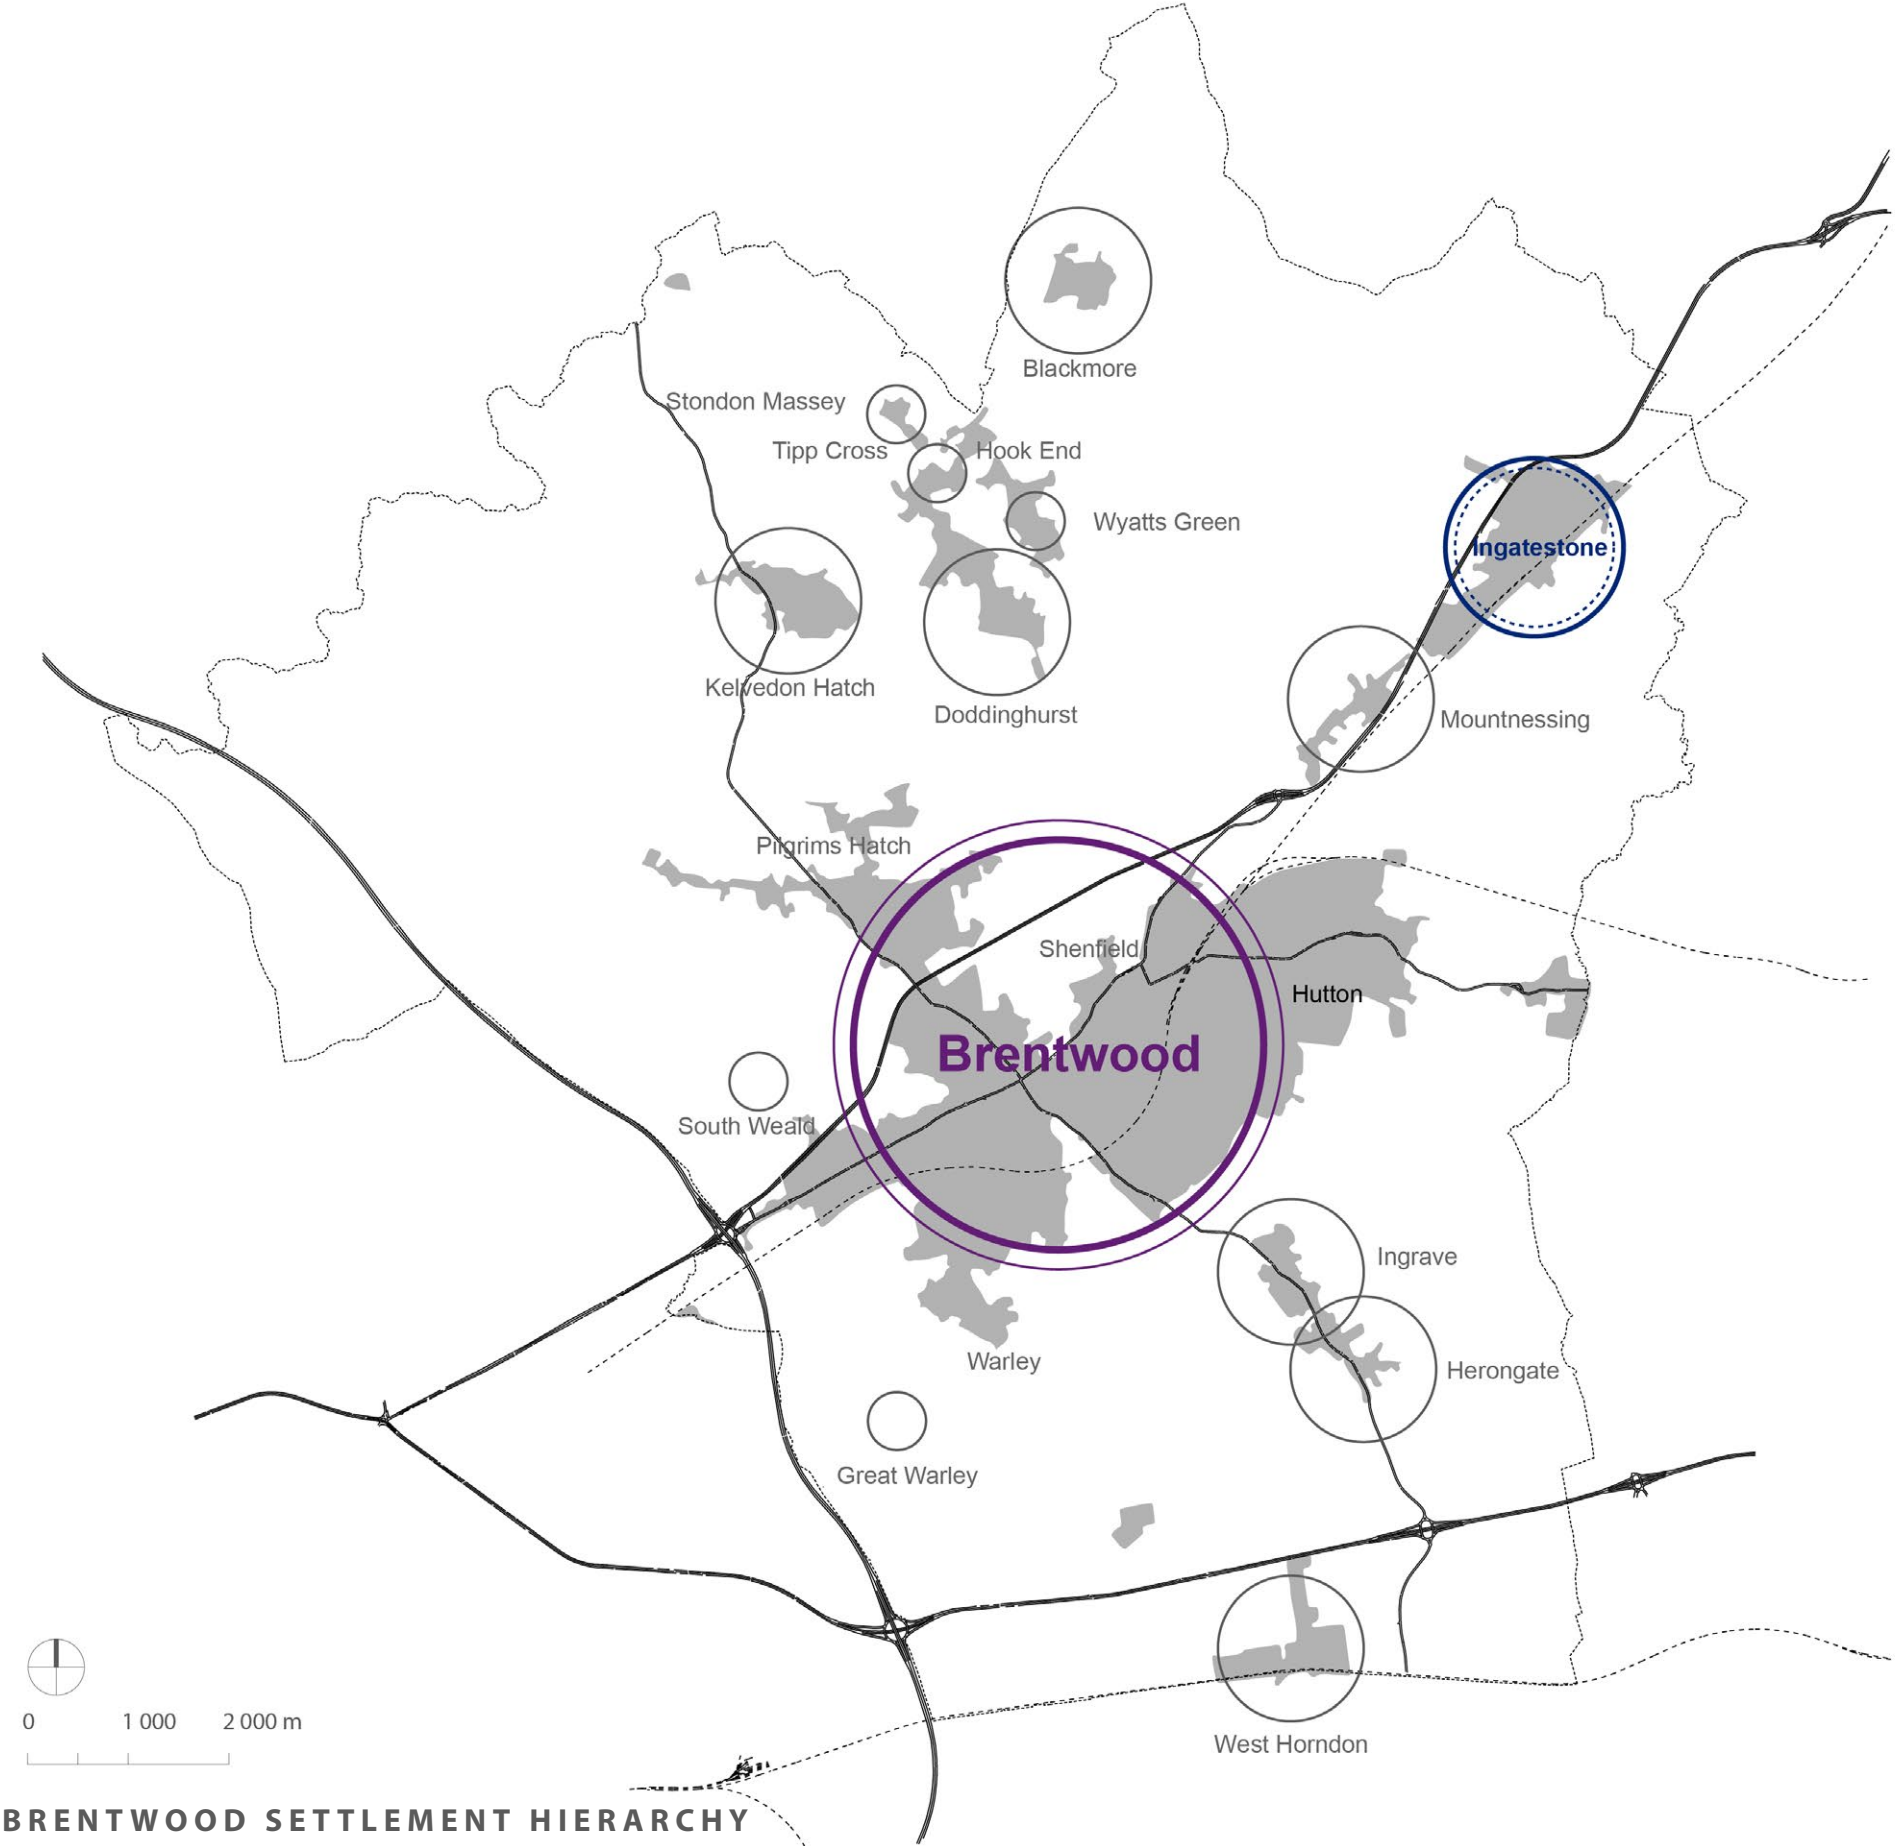 Blackmore
Stondon Massey
Tipp Cross
Hook End
Wyatts Green
Ingatestone
Kelvedon Hatch
Doddinghurst
Mountnessing
Pilgrims Hatch
Shenfield
Hutton
Brentwood
South Weald
Ingrave
Warley
Herongate
Great Warley
West Horndon
0 1 000 2 000 m
BRENTWOOD SETTLEMENT HIERARCHY